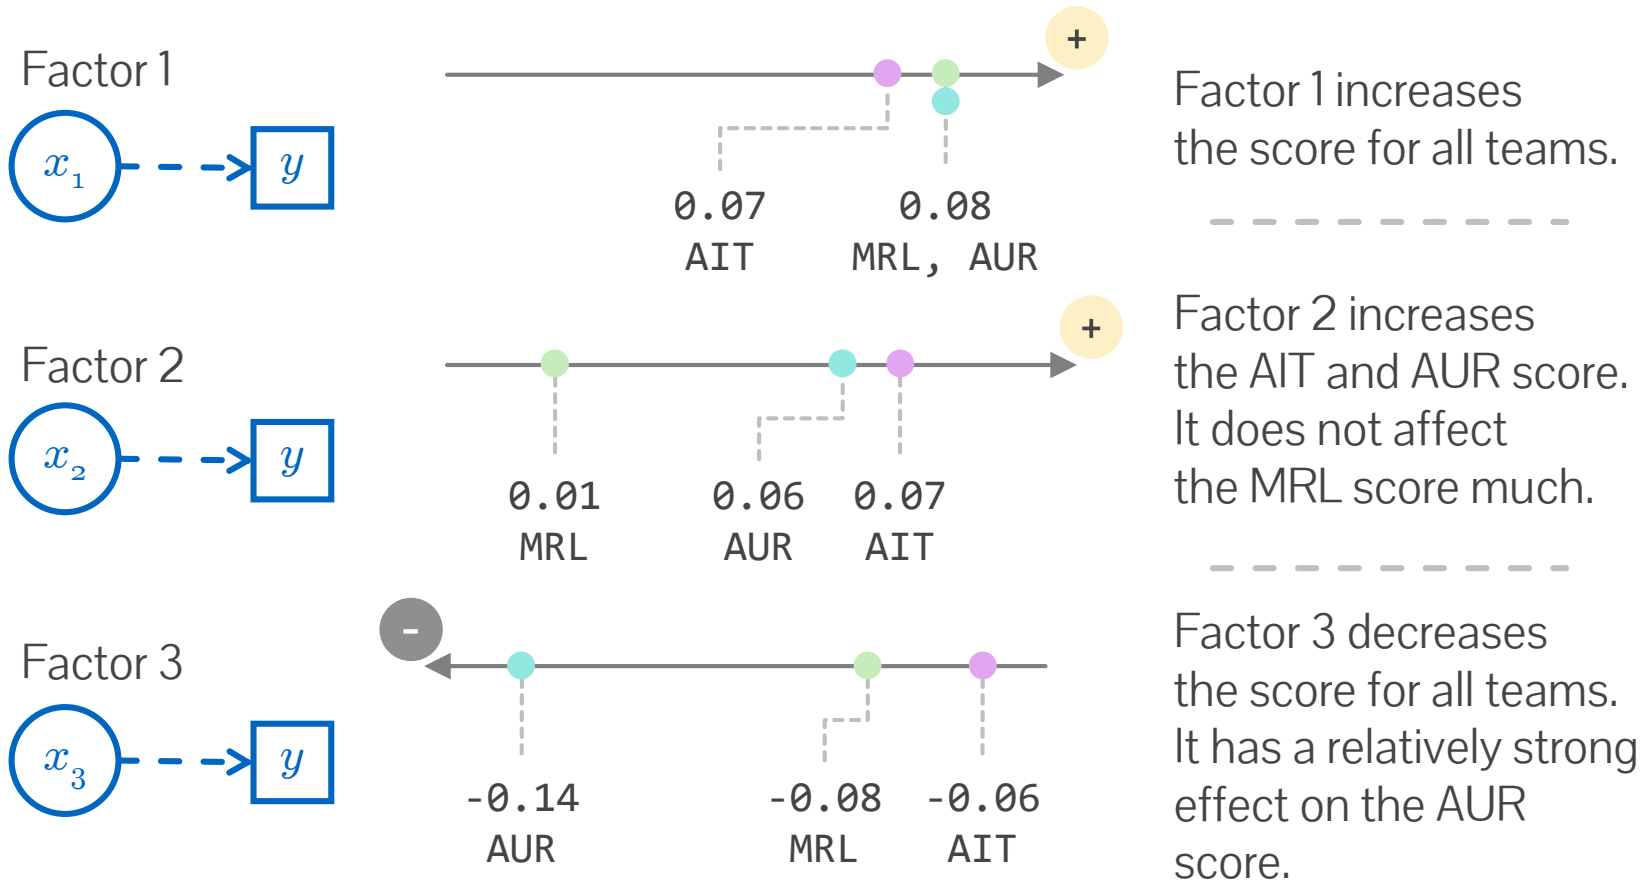 Factor 1
x₁
y
+
0.07
AIT
0.08
MRL, AUR
Factor 1 increases
the score for all teams.
Factor 2
x₂
y
+
0.01
MRL
0.06
AUR
0.07
AIT
Factor 2 increases
the AIT and AUR score.
It does not affect
the MRL score much.
Factor 3
x₃
y
-
-0.14
AUR
-0.08
MRL
-0.06
AIT
Factor 3 decreases
the score for all teams.
It has a relatively strong
effect on the AUR
score.